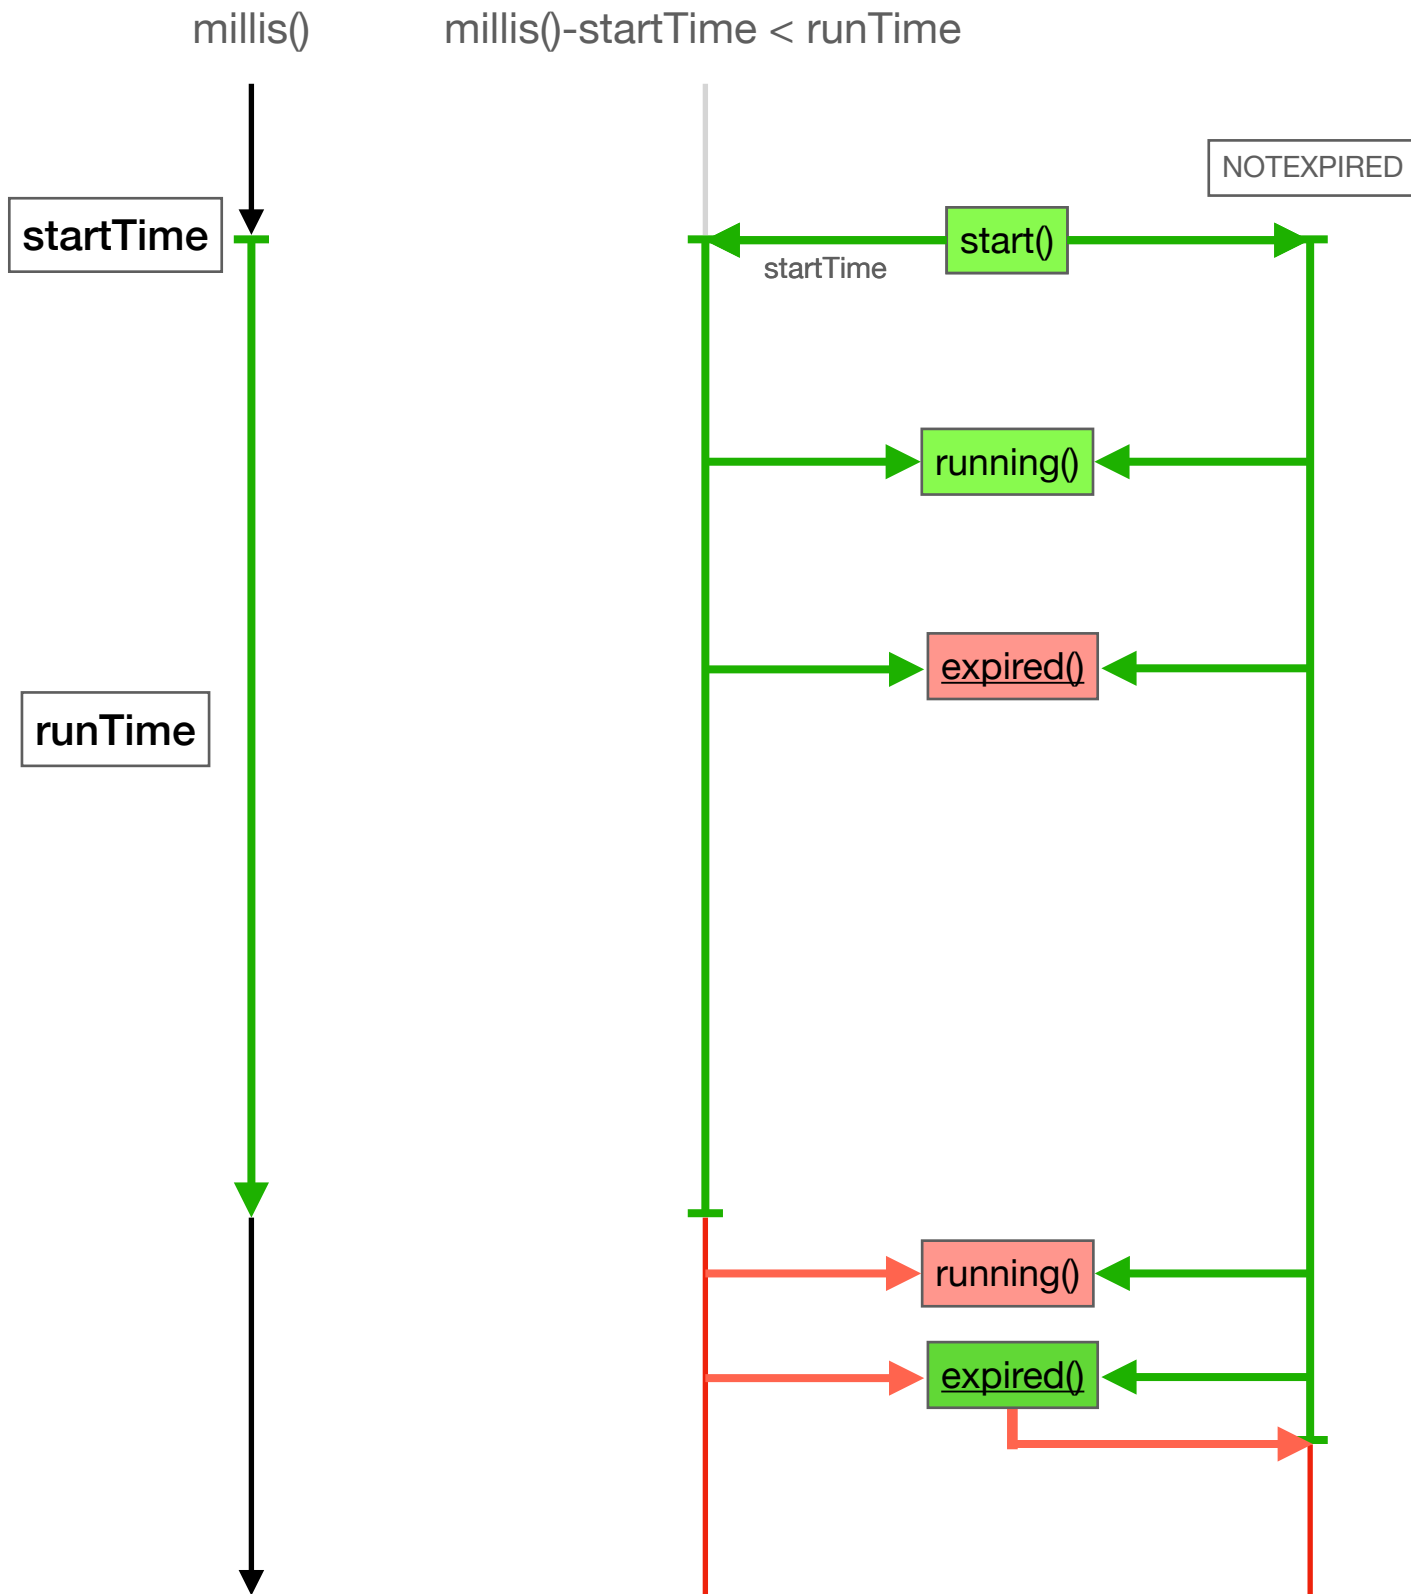 millis()
millis()-startTime < runTime
NOTEXPIRED
startTime
start()
startTime
running()
expired()
runTime
running()
expired()